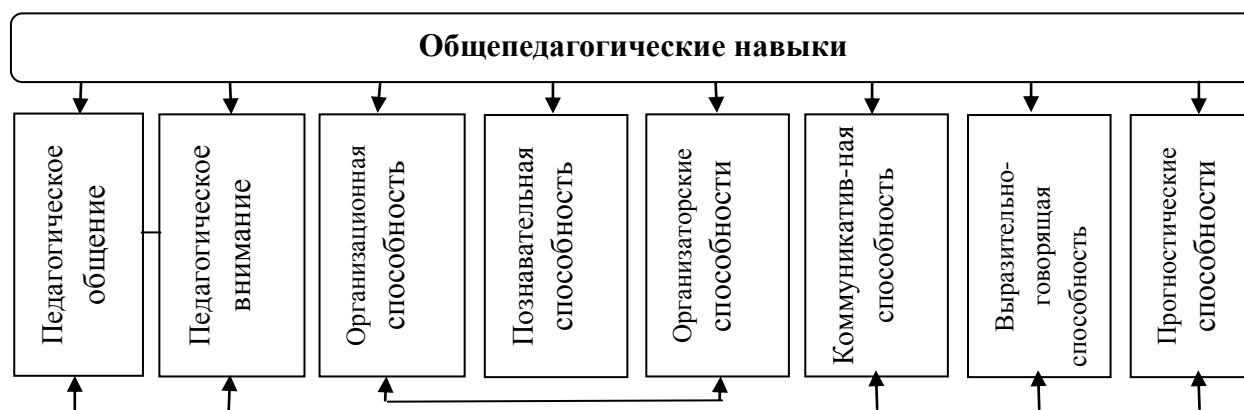 Общепедагогические навыки
Педагогическое
общение
Педагогическое
внимание
Организационная
способность
Познавательная
способность
Организаторские
способности
Коммуникатив-ная
способность
Выразительно-
говорящая
способность
Прогностические
способности